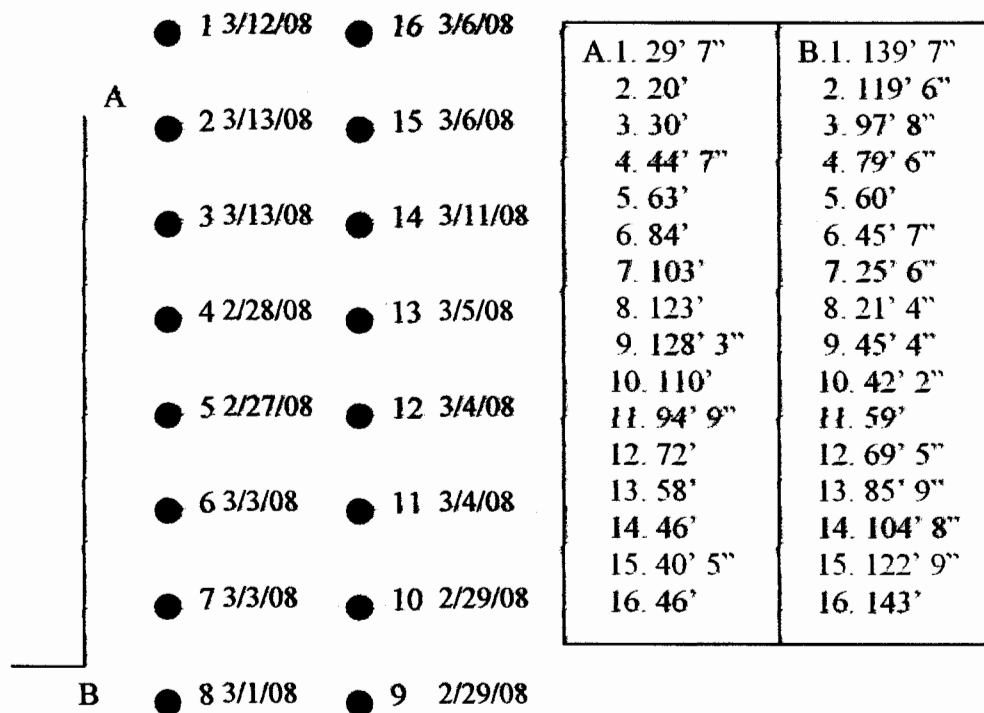 1 3/12/08 16 3/6/08
A
2 3/13/08 15 3/6/08
3 3/13/08 14 3/11/08
4 2/28/08 13 3/5/08
5 2/27/08 12 3/4/08
6 3/3/08 11 3/4/08
7 3/3/08 10 2/29/08
B
8 3/1/08 9 2/29/08
A.1. 29' 7"
2. 20'
3. 30'
4. 44' 7"
5. 63'
6. 84'
7. 103'
8. 123'
9. 128' 3"
10. 110'
11. 94' 9"
12. 72'
13. 58'
14. 46'
15. 40' 5"
16. 46'
B.1. 139' 7"
2. 119' 6"
3. 97' 8"
4. 79' 6"
5. 60'
6. 45' 7"
7. 25' 6"
8. 21' 4"
9. 45' 4"
10. 42' 2"
11. 59'
12. 69' 5"
13. 85' 9"
14. 104' 8"
15. 122' 9"
16. 143'